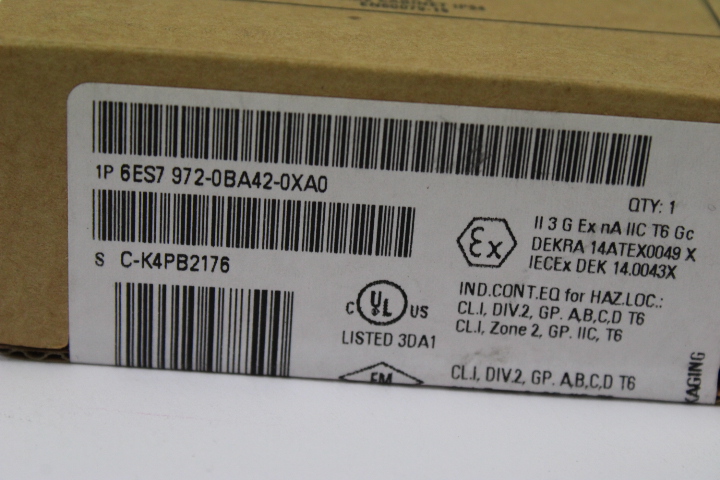 1P 6ES7 972-0BA42-0XA0
QTY: 1
S C-K4PB2176
Ex
II 3 G Ex nA IIC T6 Gc
DEKRA 14ATEX0049 X
IECEx DEK 14.0043X
C UL US
LISTED 3DA1
IND.CONT.EQ for HAZ.LOC.:
CL.I, DIV.2, GP. A,B,C,D T6
CL.I, Zone 2, GP. IIC, T6
FM
CL.I, DIV.2, GP. A,B,C,D T6